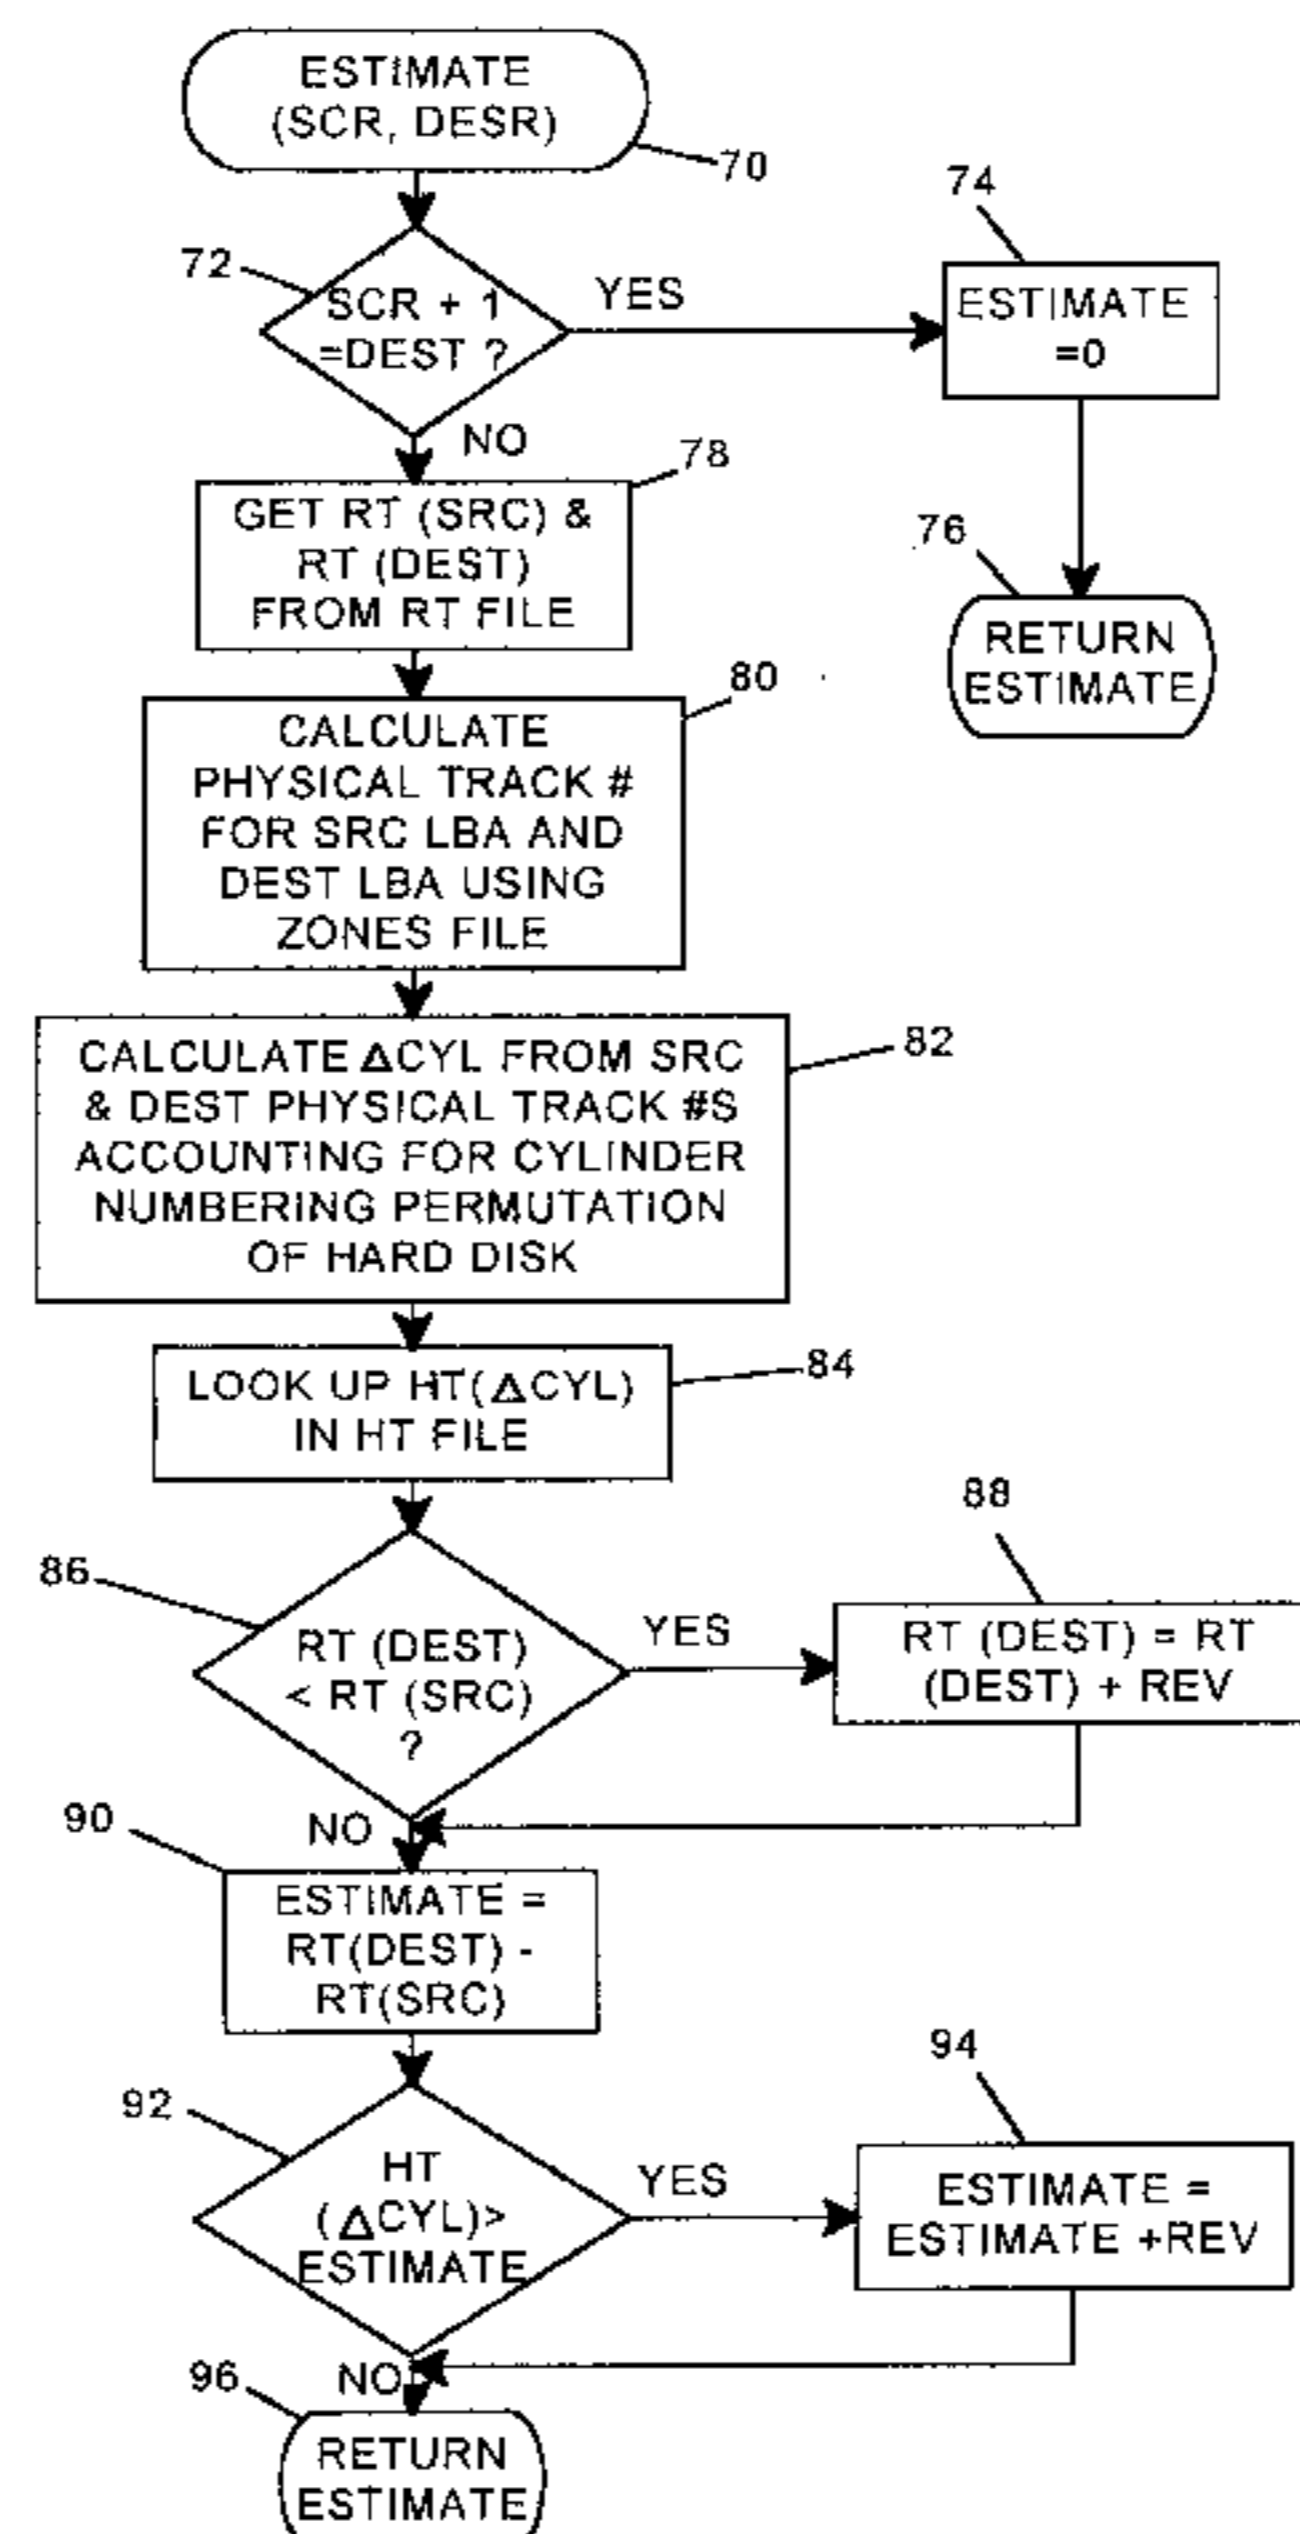 ESTIMATE
(SCR, DESR)
70
72
SCR + 1
=DEST ?
YES
NO
74
ESTIMATE
=0
76
RETURN
ESTIMATE
78
GET RT (SRC) &
RT (DEST)
FROM RT FILE
80
CALCULATE
PHYSICAL TRACK #
FOR SRC LBA AND
DEST LBA USING
ZONES FILE
82
CALCULATE ΔCYL FROM SRC
& DEST PHYSICAL TRACK #S
ACCOUNTING FOR CYLINDER
NUMBERING PERMUTATION
OF HARD DISK
84
LOOK UP HT(ΔCYL)
IN HT FILE
86
RT (DEST)
< RT (SRC)
?
YES
NO
88
RT (DEST) = RT
(DEST) + REV
90
ESTIMATE =
RT(DEST) -
RT(SRC)
92
HT
(ΔCYL)>
ESTIMATE
YES
NO
94
ESTIMATE =
ESTIMATE +REV
96
RETURN
ESTIMATE